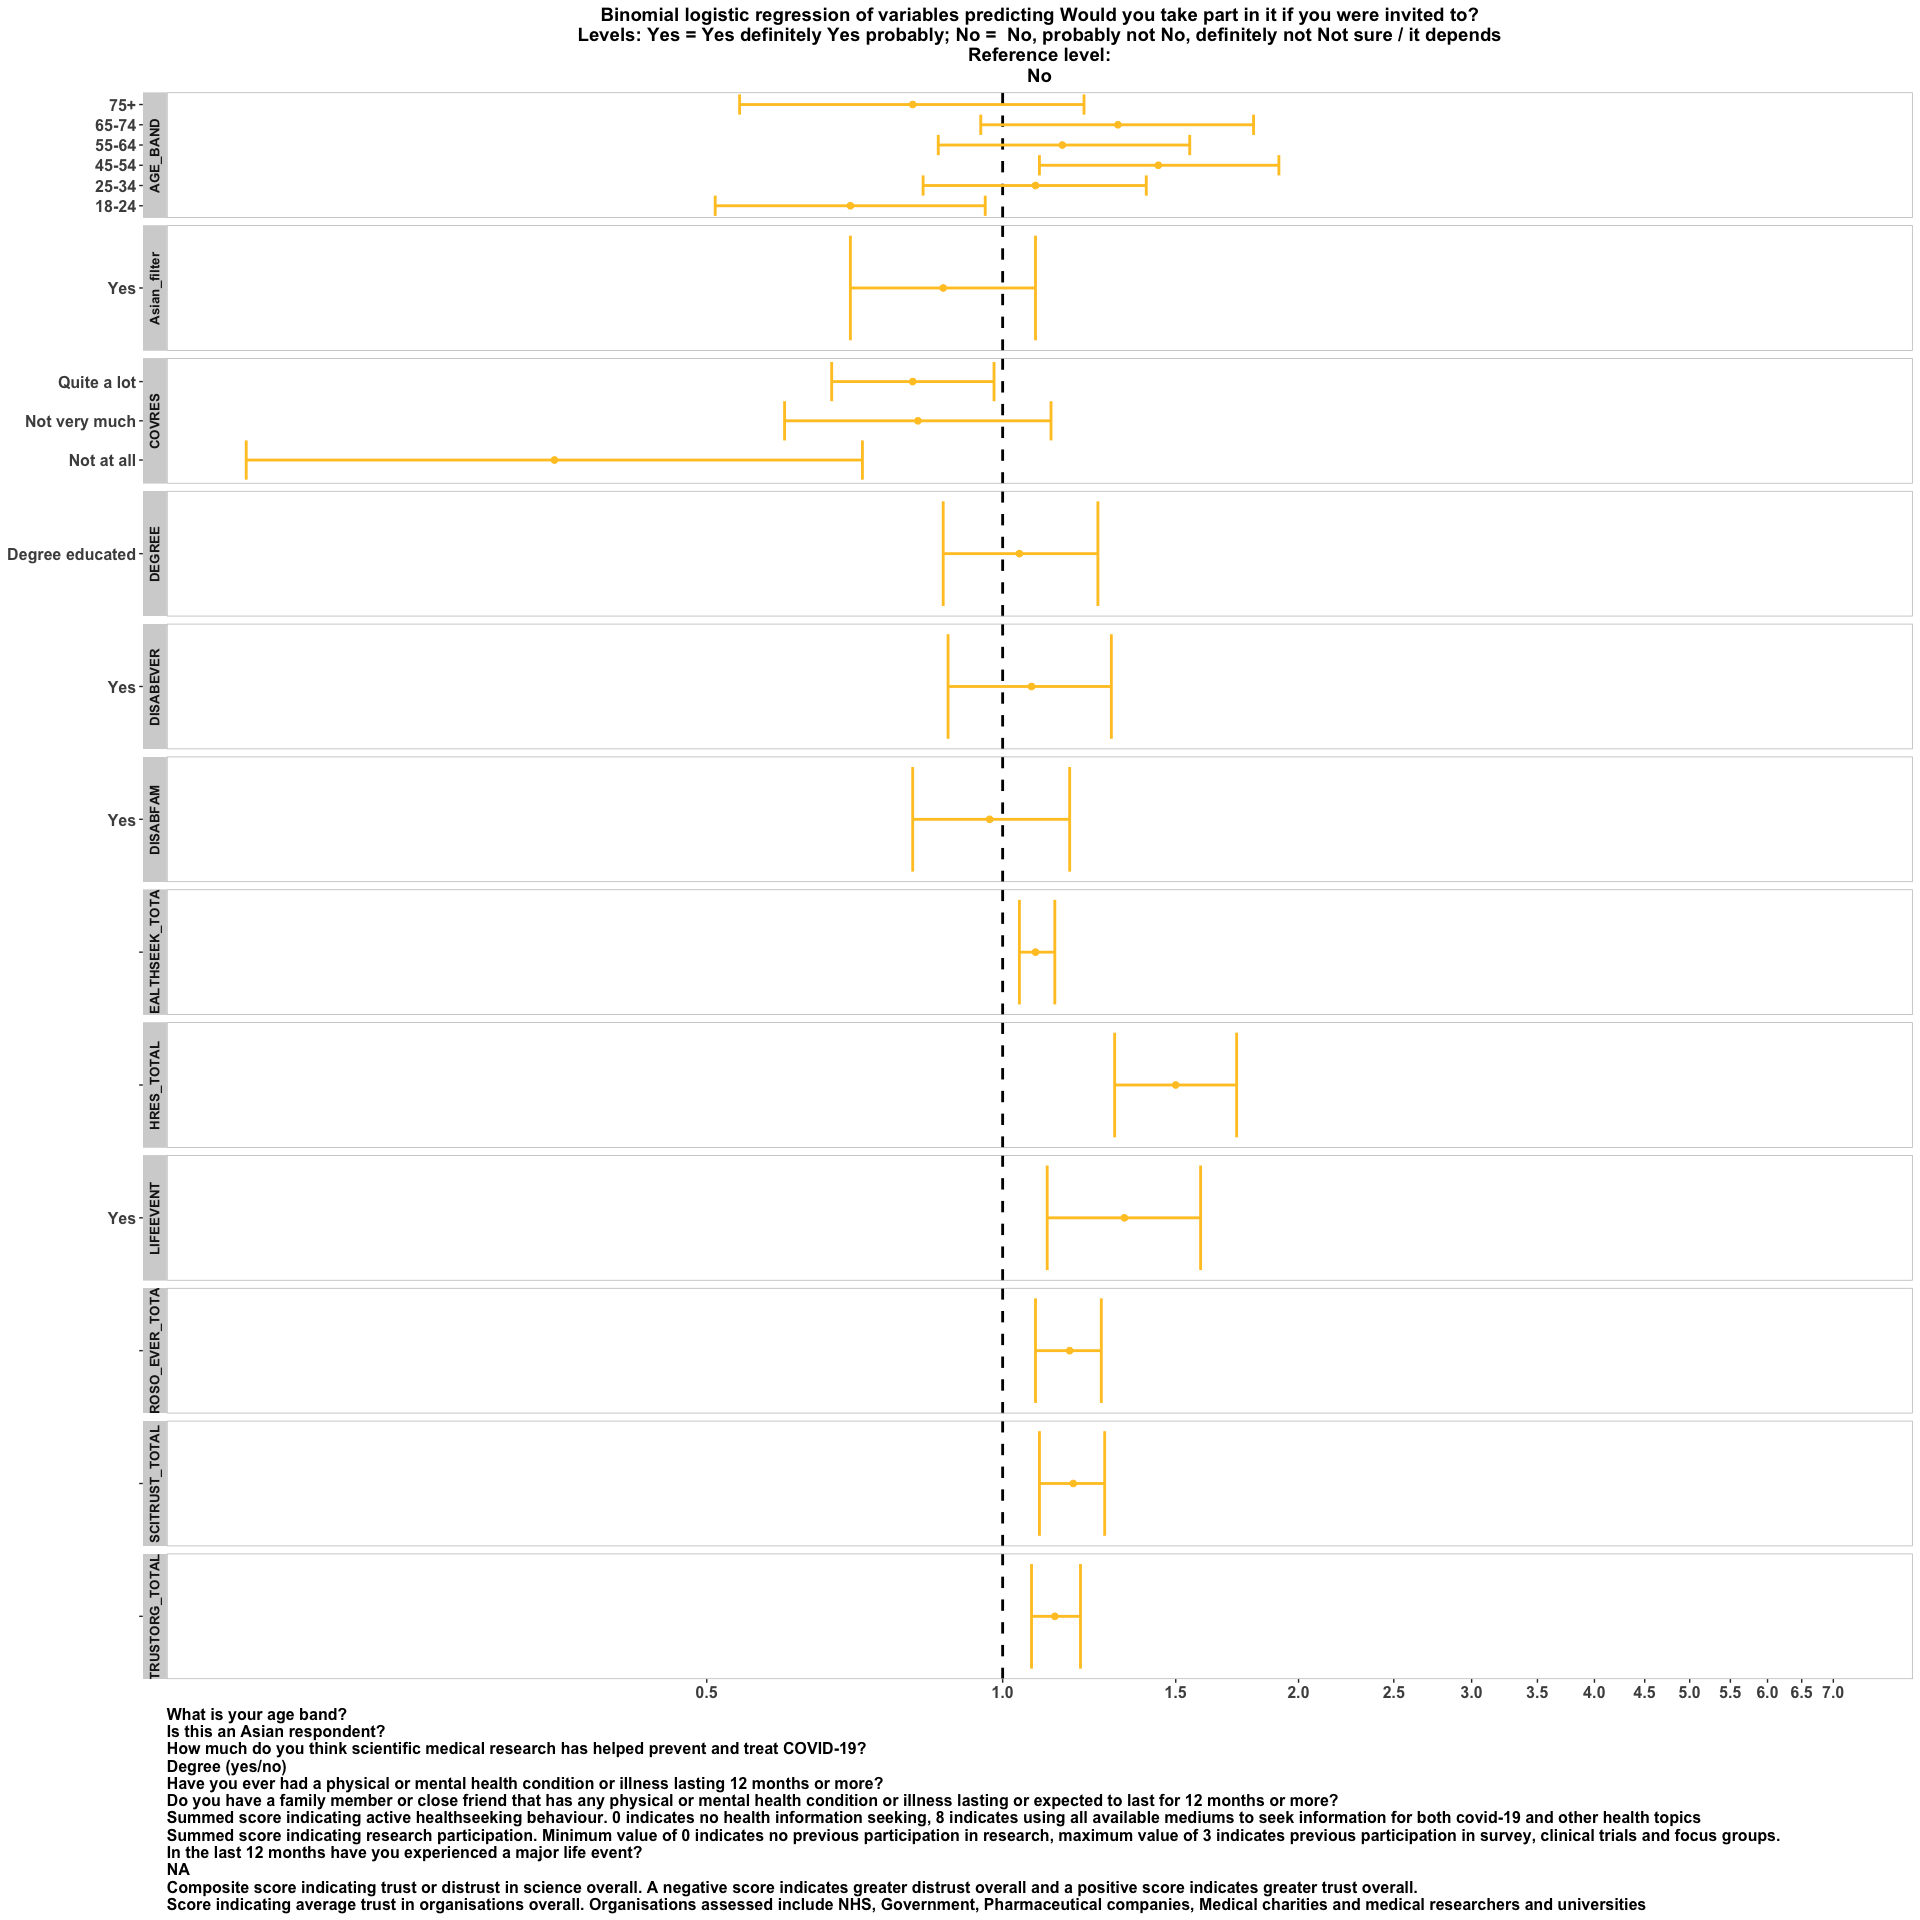 Binomial logistic regression of variables predicting Would you take part in it if you were invited to?
Levels: Yes = Yes definitely Yes probably; No =  No, probably not No, definitely not Not sure / it depends
Reference level:
No
AGE_BAND
75+
65-74
55-64
45-54
25-34
18-24
Asian_filter
Yes
COVRES
Quite a lot
Not very much
Not at all
DEGREE
Degree educated
DISABEVER
Yes
DISABFAM
Yes
EALTHSEEK_TOTA
HRES_TOTAL
LIFEEVENT
Yes
ROSO_EVER_TOTA
SCITRUST_TOTAL
TRUSTORG_TOTAL
0.5 1.0 1.5 2.0 2.5 3.0 3.5 4.0 4.5 5.0 5.5 6.0 6.5 7.0
What is your age band?
Is this an Asian respondent?
How much do you think scientific medical research has helped prevent and treat COVID-19?
Degree (yes/no)
Have you ever had a physical or mental health condition or illness lasting 12 months or more?
Do you have a family member or close friend that has any physical or mental health condition or illness lasting or expected to last for 12 months or more?
Summed score indicating active healthseeking behaviour. 0 indicates no health information seeking, 8 indicates using all available mediums to seek information for both covid-19 and other health topics
Summed score indicating research participation. Minimum value of 0 indicates no previous participation in research, maximum value of 3 indicates previous participation in survey, clinical trials and focus groups.
In the last 12 months have you experienced a major life event?
NA
Composite score indicating trust or distrust in science overall. A negative score indicates greater distrust overall and a positive score indicates greater trust overall.
Score indicating average trust in organisations overall. Organisations assessed include NHS, Government, Pharmaceutical companies, Medical charities and medical researchers and universities